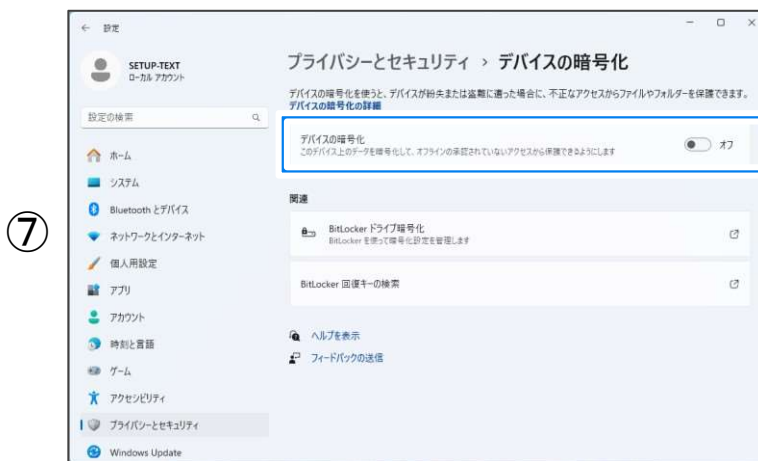 ⑦
← 設定
SETUP-TEXT
ローカル アカウント
設定の検索
ホーム
システム
Bluetooth とデバイス
ネットワークとインターネット
個人用設定
アプリ
アカウント
時刻と言語
ゲーム
アクセシビリティ
プライバシーとセキュリティ
Windows Update
プライバシーとセキュリティ › デバイスの暗号化
デバイスの暗号化を使うと、デバイスが紛失または盗難に遭った場合に、不正なアクセスからファイルやフォルダーを保護できます。
デバイスの暗号化の詳細
デバイスの暗号化
このデバイス上のデータを暗号化して、オフラインの承認されていないアクセスから保護できるようにします
オフ
関連
BitLocker ドライブ暗号化
BitLocker を使って暗号化設定を管理します
BitLocker 回復キーの検索
ヘルプを表示
フィードバックの送信